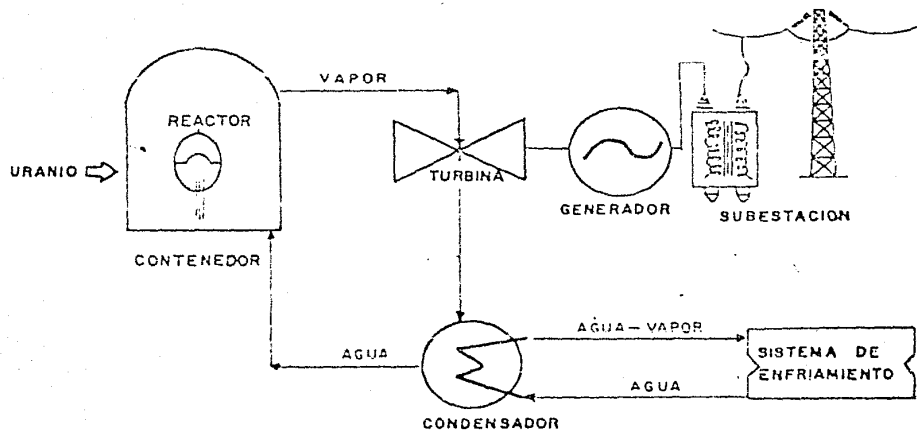 VAPOR
REACTOR
URANIO
TURBINA
GENERADOR
SUBESTACION
CONTENEDOR
AGUA-VAPOR
AGUA
SISTEMA DE
ENFRIAMIENTO
AGUA
CONDENSADOR